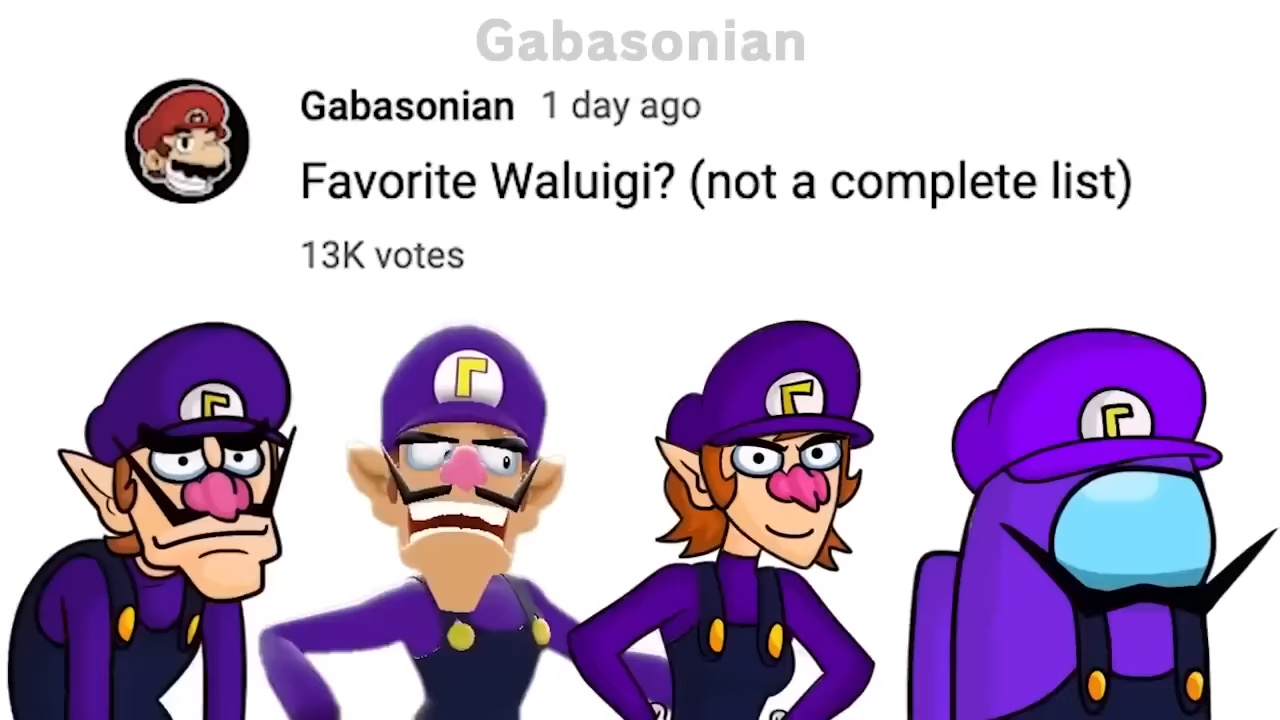 Gabasonian
Gabasonian 1 day ago
Favorite Waluigi? (not a complete list)
13K votes